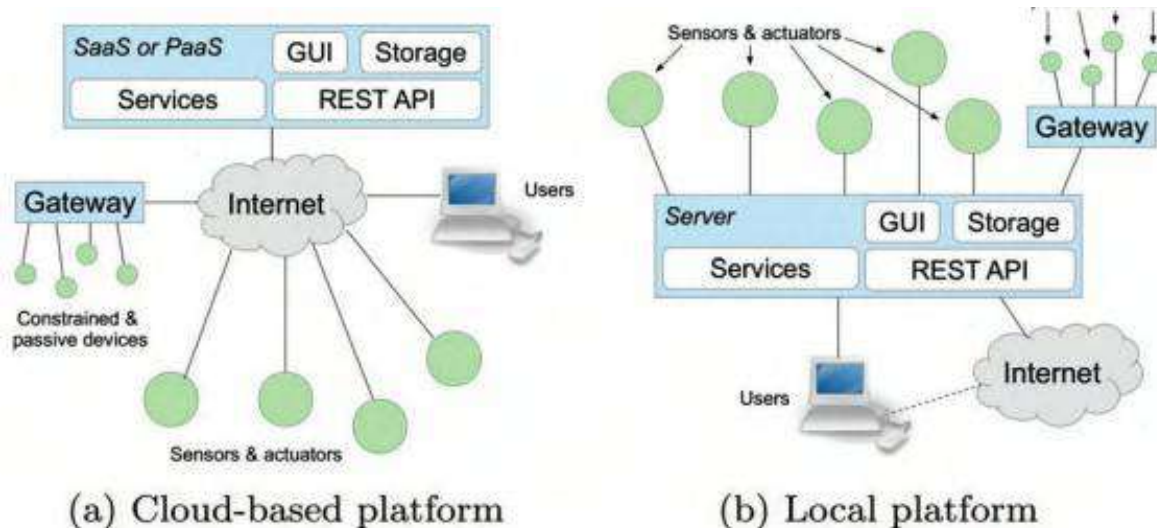 SaaS or PaaS
GUI
Storage
Services
REST API
Gateway
Internet
Users
Constrained &
passive devices
Sensors & actuators
(a) Cloud-based platform
Sensors & actuators
Gateway
Server
GUI
Storage
Services
REST API
Users
Internet
(b) Local platform